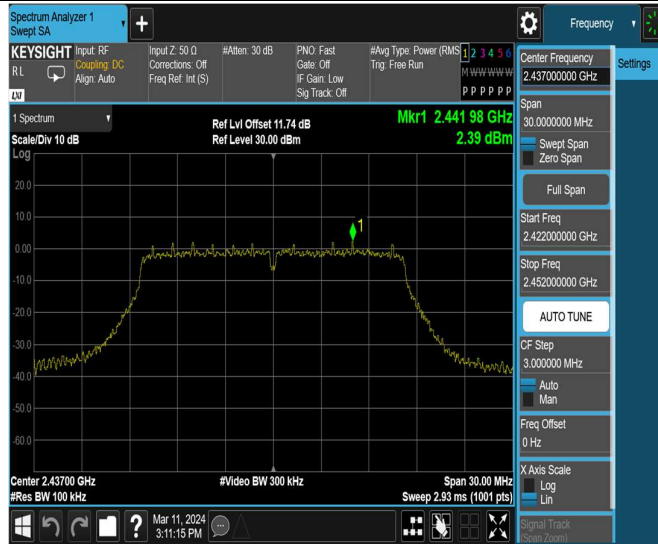 Spectrum Analyzer 1
Swept SA
+
Frequency
KEYSIGHT
RL
LXI
Input: RF
Coupling: DC
Align: Auto
Input Z: 50 Ω
Corrections: Off
Freq Ref: Int (S)
#Atten: 30 dB
PNO: Fast
Gate: Off
IF Gain: Low
Sig Track: Off
#Avg Type: Power (RMS
Trig: Free Run
1 2 3 4 5 6
M W W W W W
P P P P P P
1 Spectrum
Scale/Div 10 dB
Log
Ref Lvl Offset 11.74 dB
Ref Level 30.00 dBm
Mkr1 2.441 98 GHz
2.39 dBm
20.0
10.0
0.00
-10.0
-20.0
-30.0
-40.0
-50.0
-60.0
1
Center 2.43700 GHz
#Res BW 100 kHz
#Video BW 300 kHz
Span 30.00 MHz
Sweep 2.93 ms (1001 pts)
?
Mar 11, 2024
3:11:15 PM
Center Frequency
2.437000000 GHz
Settings
Span
30.0000000 MHz
Swept Span
Zero Span
Full Span
Start Freq
2.422000000 GHz
Stop Freq
2.452000000 GHz
AUTO TUNE
CF Step
3.000000 MHz
Auto
Man
Freq Offset
0 Hz
X Axis Scale
Log
Lin
Signal Track
(Span Zoom)